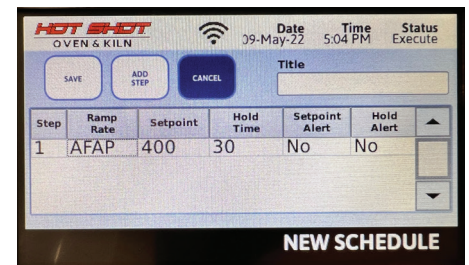 HOT SHOT
OVEN & KILN
Date Time Status
09-May-22 5:04 PM Execute
SAVE
ADD
STEP
CANCEL
Title
Step Ramp Rate Setpoint Hold Time Setpoint Alert Hold Alert
1 AFAP 400 30 No No
NEW SCHEDULE